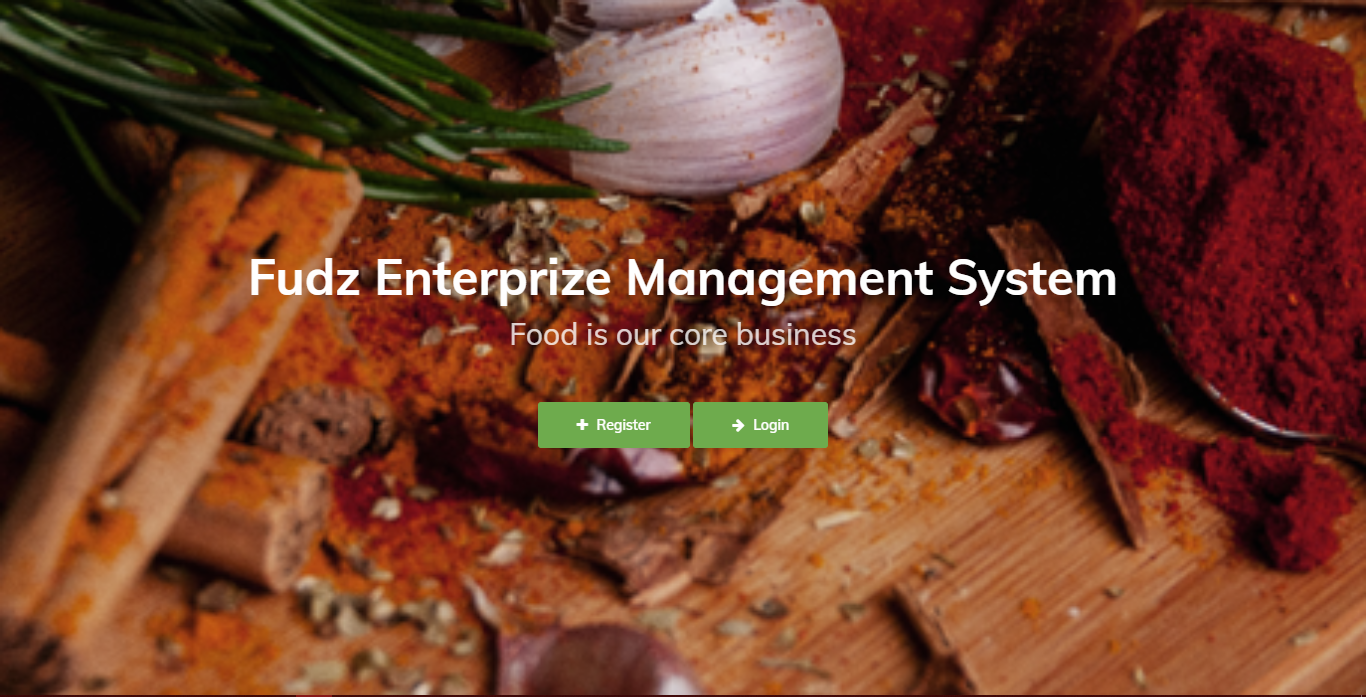 Fudz Enterprize Management System
Food is our core business
Register
Login